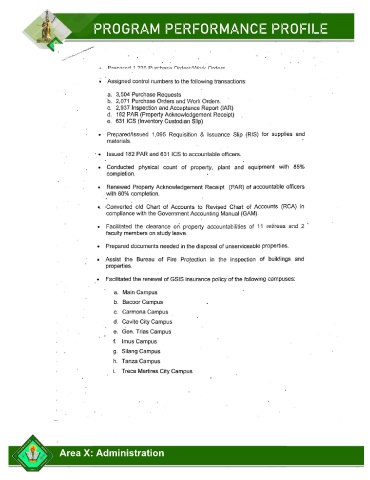 PROGRAM PERFORMANCE PROFILE
• Prepared 1,220 Purchase Orders/Work Orders
• Assigned control numbers to the following transactions:
a. 3,504 Purchase Requests
b. 2,071 Purchase Orders and Work Orders.
c. 2,937 Inspection and Acceptance Report (IAR)
d. 182 PAR (Property Acknowledgement Receipt)
e. 631 ICS (Inventory Custodian Slip)
• Prepared/Issued 1,095 Requisition & Issuance Slip (RIS) for supplies and
materials.
• Issued 182 PAR and 631 ICS to accountable officers.
• Conducted physical count of property, plant and equipment with 85%
completion.
• Renewed Property Acknowledgement Receipt (PAR) of accountable officers
with 60% completion.
• Converted old Chart of Accounts to Revised Chart of Accounts (RCA) in
compliance with the Government Accounting Manual (GAM).
• Facilitated the clearance on property accountabilities of 11 retirees and 2
faculty members on study leave.
• Prepared documents needed in the disposal of unserviceable properties.
• Assist the Bureau of Fire Protection in the inspection of buildings and
properties.
• Facilitated the renewal of GSIS insurance policy of the following campuses:
a. Main Campus
b. Bacoor Campus
c. Carmona Campus
d. Cavite City Campus
e. Gen. Trias Campus
f. Imus Campus
g. Silang Campus
h. Tanza Campus
i. Trece Martires City Campus
Area X: Administration